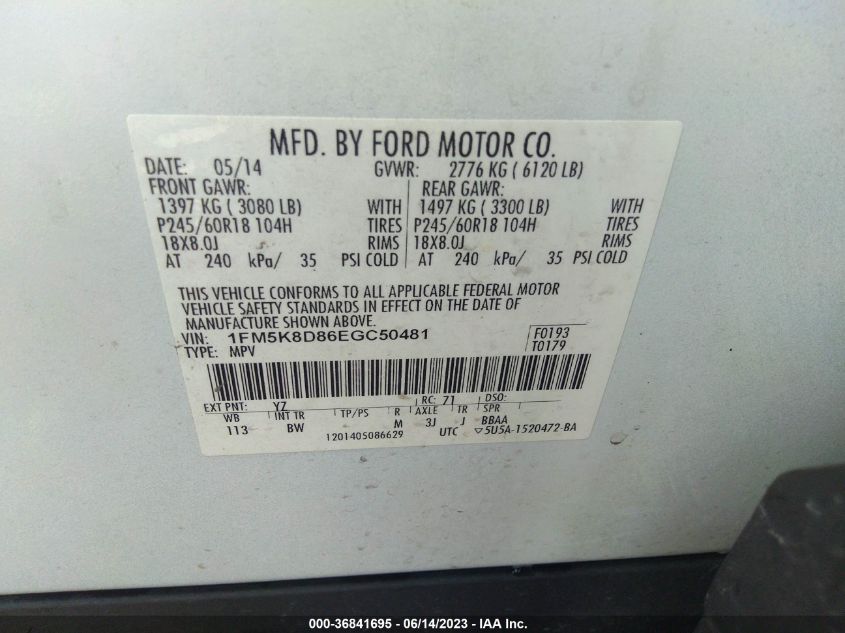 MFD. BY FORD MOTOR CO.
DATE: 05/14 GVWR: 2776 KG ( 6120 LB)
FRONT GAWR: REAR GAWR:
1397 KG ( 3080 LB) WITH 1497 KG ( 3300 LB) WITH
P245/60R18 104H TIRES P245/60R18 104H TIRES
18X8.0J RIMS 18X8.0J RIMS
AT 240 kPa/ 35 PSI COLD AT 240 kPa/ 35 PSI COLD
THIS VEHICLE CONFORMS TO ALL APPLICABLE FEDERAL MOTOR
VEHICLE SAFETY STANDARDS IN EFFECT ON THE DATE OF
MANUFACTURE SHOWN ABOVE.
VIN: 1FM5K8D86EGC50481 F0193
TYPE: MPV T0179
EXT PNT: YZ RC: 71 DSO:
WB INT TR TP/PS R AXLE TR SPR
113 BW M 3J J BBAA
1201405086629 UTC ▽5U5A-1520472-BA
000-36841695 - 06/14/2023 - IAA Inc.